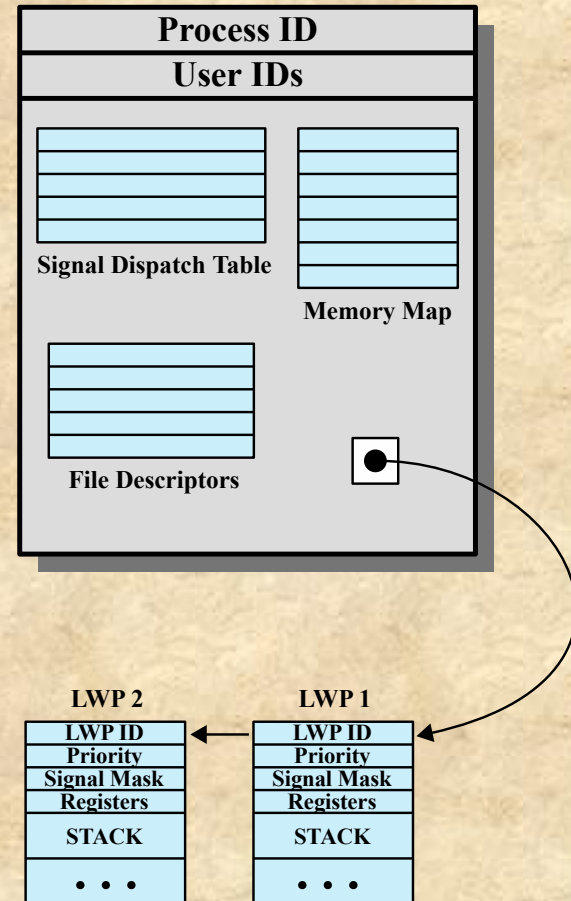 Process ID
User IDs
Signal Dispatch Table
Memory Map
File Descriptors
LWP 2
LWP ID
Priority
Signal Mask
Registers
STACK
• • •
LWP 1
LWP ID
Priority
Signal Mask
Registers
STACK
• • •